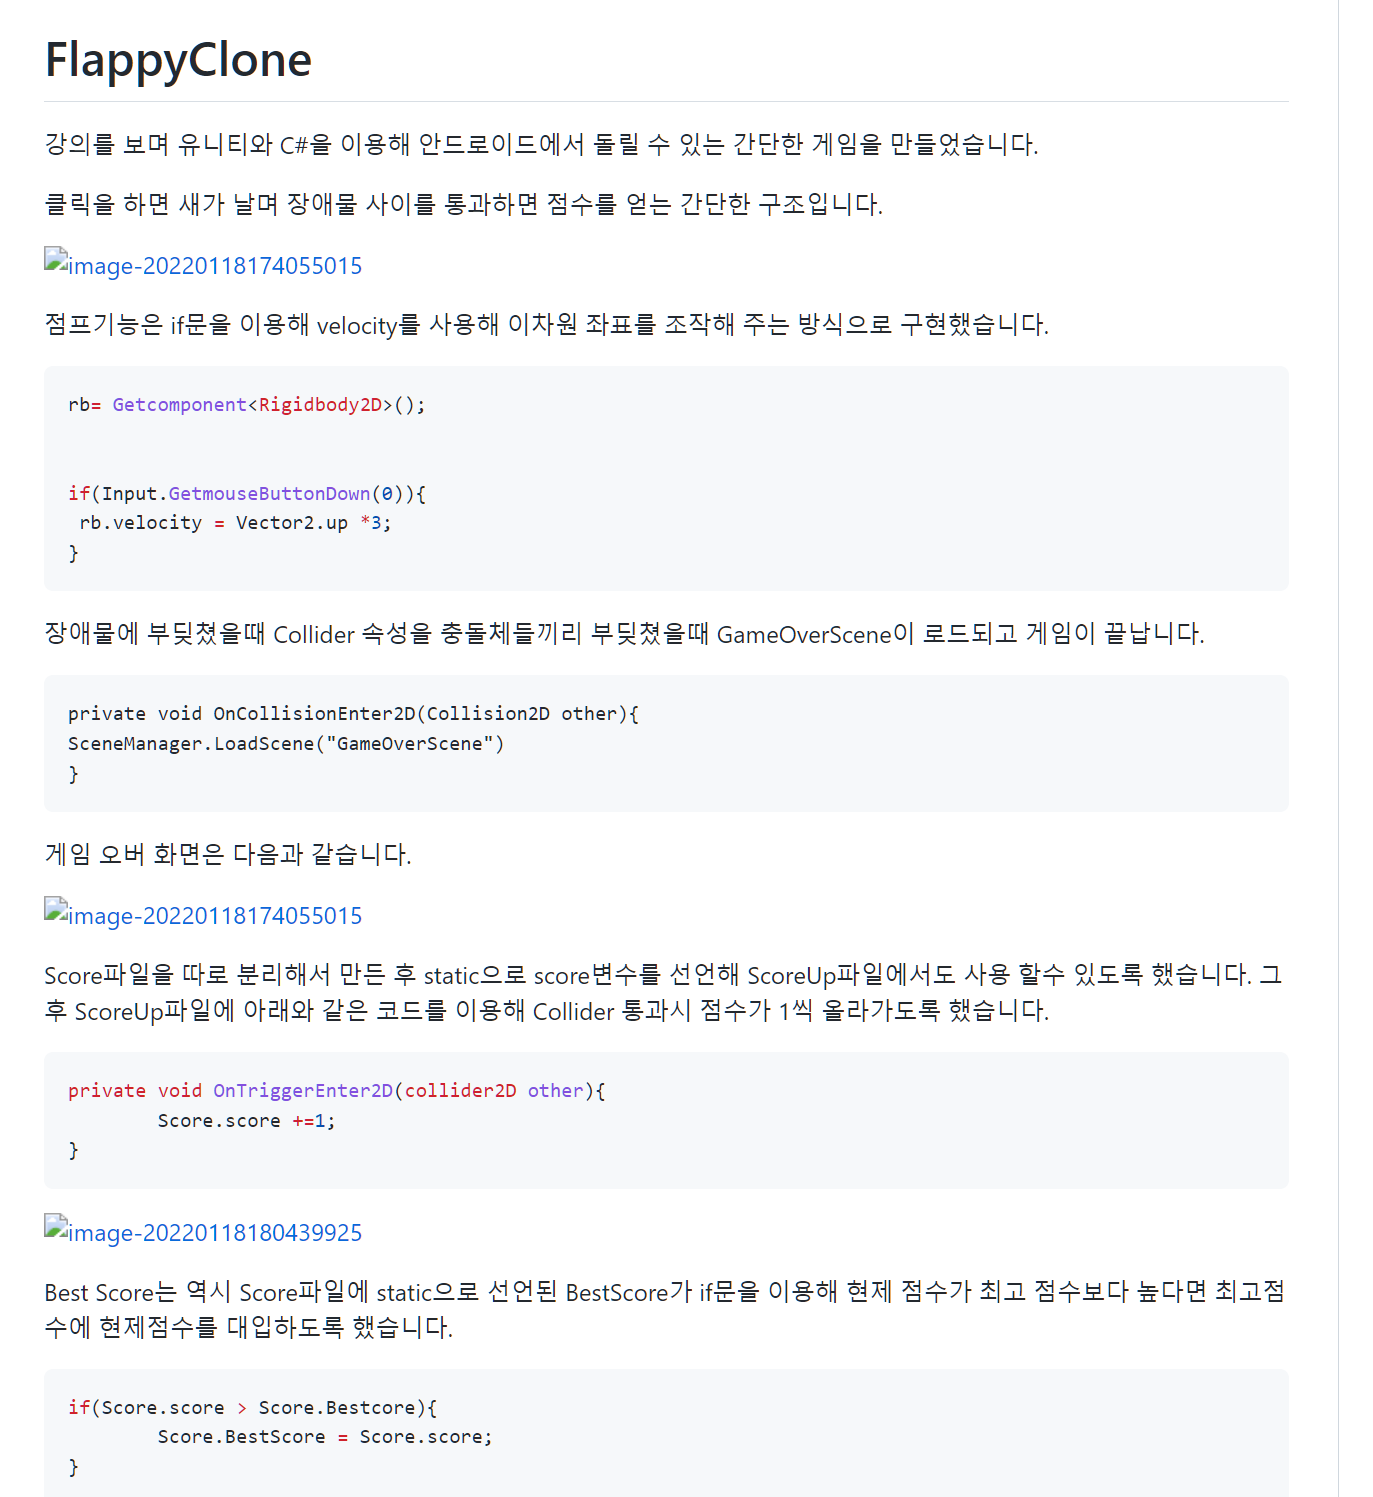 FlappyClone
강의를 보며 유니티와 C#을 이용해 안드로이드에서 돌릴 수 있는 간단한 게임을 만들었습니다.
클릭을 하면 새가 날며 장애물 사이를 통과하면 점수를 얻는 간단한 구조입니다.
image-20220118174055015
점프기능은 if문을 이용해 velocity를 사용해 이차원 좌표를 조작해 주는 방식으로 구현했습니다.
rb= Getcomponent<Rigidbody2D>();
if(Input.GetmouseButtonDown(0)){
 rb.velocity = Vector2.up *3;
}
장애물에 부딪쳤을때 Collider 속성을 충돌체들끼리 부딪쳤을때 GameOverScene이 로드되고 게임이 끝납니다.
private void OnCollisionEnter2D(Collision2D other){
SceneManager.LoadScene("GameOverScene")
}
게임 오버 화면은 다음과 같습니다.
image-20220118174055015
Score파일을 따로 분리해서 만든 후 static으로 score변수를 선언해 ScoreUp파일에서도 사용 할수 있도록 했습니다. 그
후 ScoreUp파일에 아래와 같은 코드를 이용해 Collider 통과시 점수가 1씩 올라가도록 했습니다.
private void OnTriggerEnter2D(collider2D other){
        Score.score +=1;
}
image-20220118180439925
Best Score는 역시 Score파일에 static으로 선언된 BestScore가 if문을 이용해 현제 점수가 최고 점수보다 높다면 최고점
수에 현제점수를 대입하도록 했습니다.
if(Score.score > Score.Bestcore){
        Score.BestScore = Score.score;
}